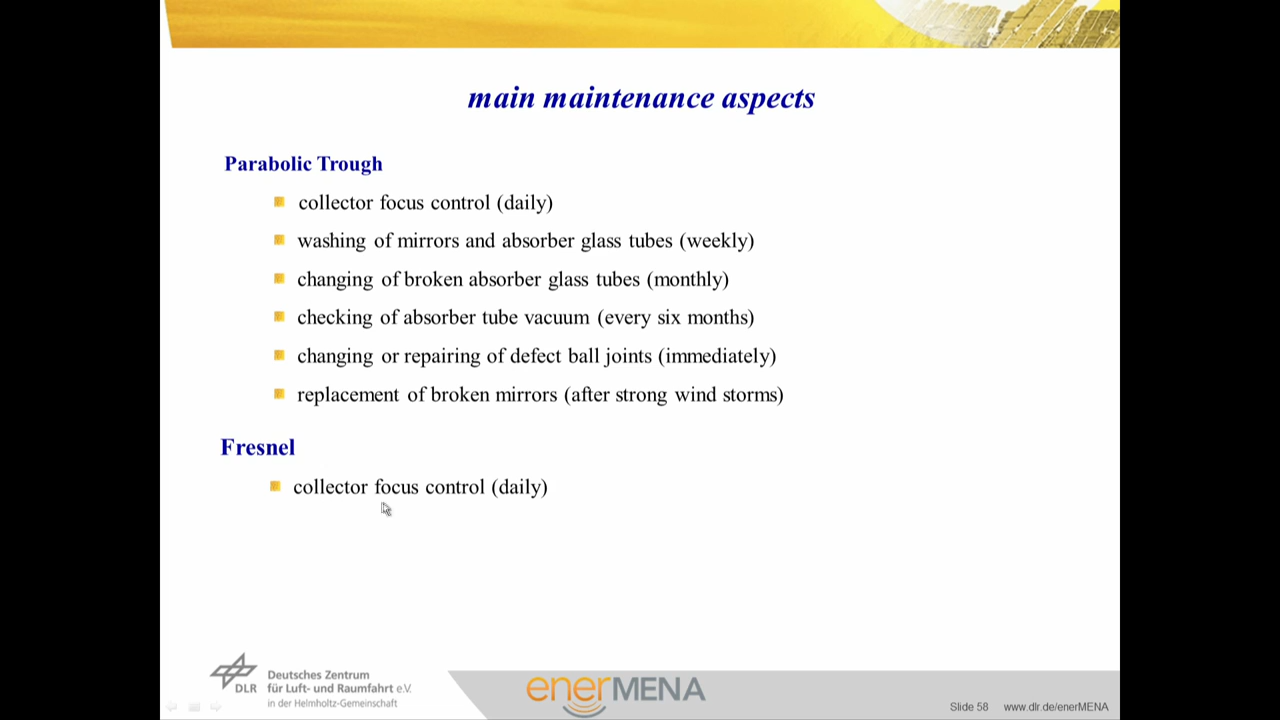 main maintenance aspects
Parabolic Trough
collector focus control (daily)
washing of mirrors and absorber glass tubes (weekly)
changing of broken absorber glass tubes (monthly)
checking of absorber tube vacuum (every six months)
changing or repairing of defect ball joints (immediately)
replacement of broken mirrors (after strong wind storms)
Fresnel
collector focus control (daily)
DLR
Deutsches Zentrum
für Luft- und Raumfahrt e.V.
in der Helmholtz-Gemeinschaft
enerMENA
Slide 58 www.dlr.de/enerMENA